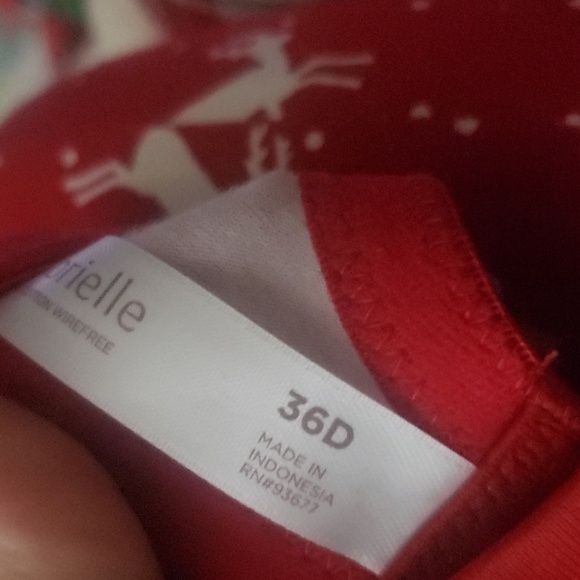 rielle
WIREFREE
36D
MADE IN
INDONESIA
RN#93677